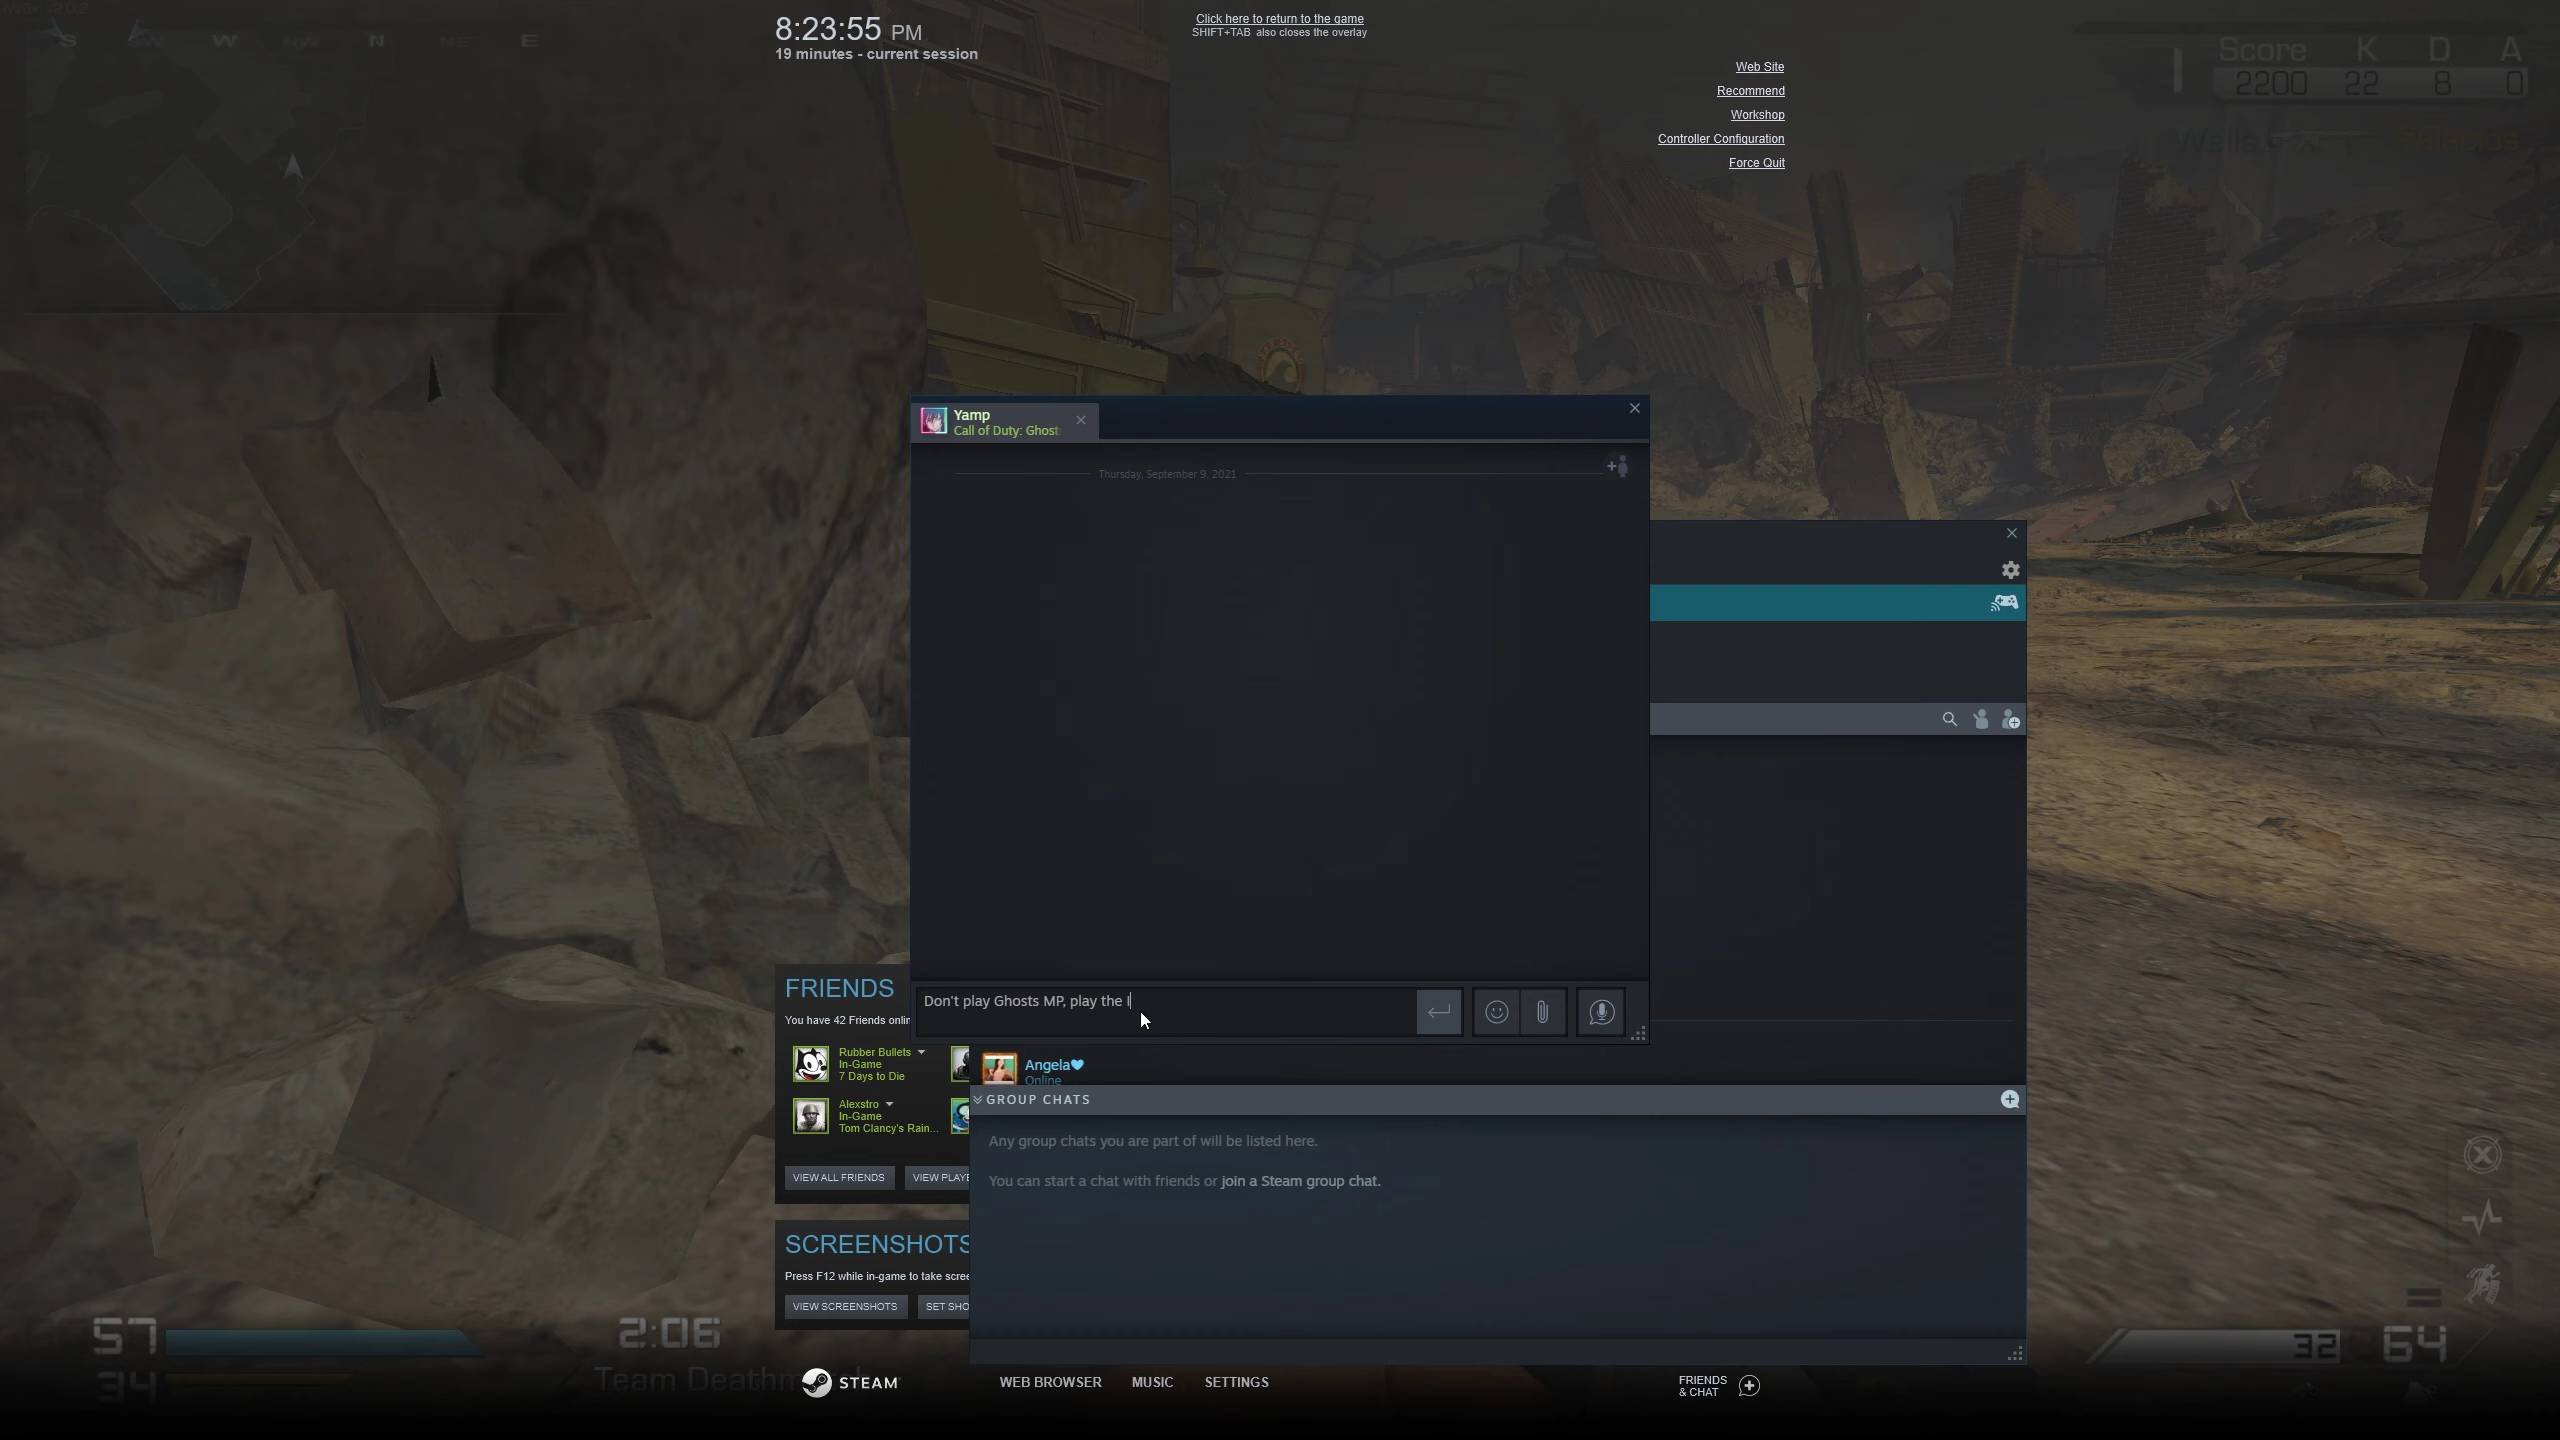 S SW W NW N NE E
8:23:55 PM
19 minutes - current session
Click here to return to the game
SHIFT+TAB also closes the overlay
Web Site
Recommend
Workshop
Controller Configuration
Force Quit
Score K D A
2200 22 8 0
Yamp
Call of Duty: Ghost
Thursday, September 9, 2021
Don't play Ghosts MP, play the I
FRIENDS
You have 42 Friends onlin
Rubber Bullets
In-Game
7 Days to Die
Alexstro
In-Game
Tom Clancy's Rain...
VIEW ALL FRIENDS
VIEW PLAYE
Angela
Online
GROUP CHATS
Any group chats you are part of will be listed here.
You can start a chat with friends or join a Steam group chat.
SCREENSHOTS
Press F12 while in-game to take scree
VIEW SCREENSHOTS
SET SHO
57
34
2:06
Team Deathm
32 64
STEAM
WEB BROWSER
MUSIC
SETTINGS
FRIENDS
& CHAT